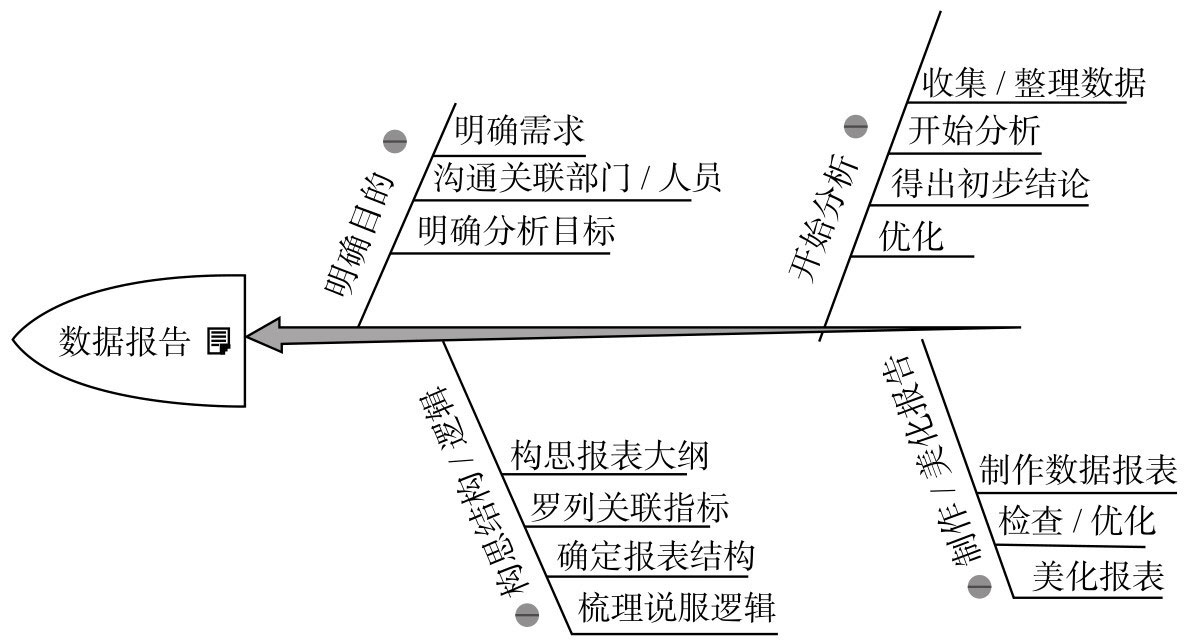 数据报告
明确目的
明确需求
沟通关联部门 / 人员
明确分析目标
开始分析
收集 / 整理数据
开始分析
得出初步结论
优化
构思结构 / 逻辑
构思报表大纲
罗列关联指标
确定报表结构
梳理说服逻辑
制作 / 美化报告
制作数据报表
检查 / 优化
美化报表